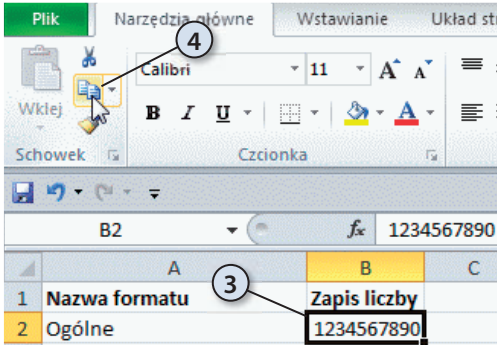 Plik Narzędzia główne Wstawianie Układ st
4
Wklej
Calibri 11 A A
B I U A
Schowek Czcionka
B2 fx 1234567890
A B C
3
1 Nazwa formatu Zapis liczby
2 Ogólne 1234567890